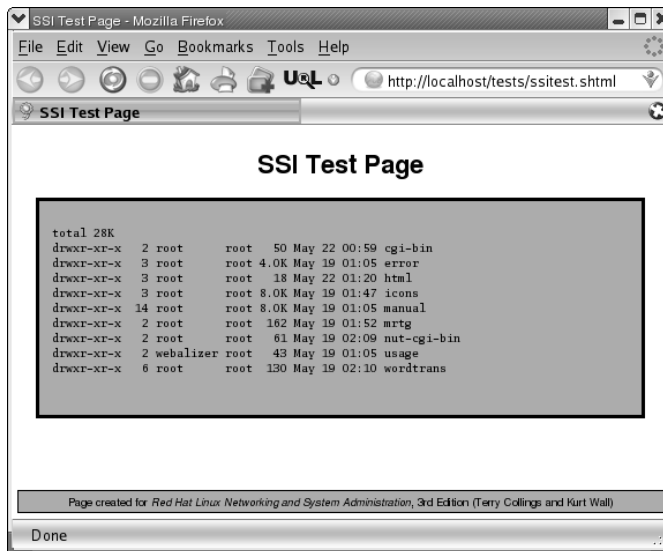 SSI Test Page - Mozilla Firefox
File Edit View Go Bookmarks Tools Help
URL http://localhost/tests/ssitest.shtml
SSI Test Page
SSI Test Page
total 28K
drwxr-xr-x 2 root root 50 May 22 00:59 cgi-bin
drwxr-xr-x 3 root root 4.0K May 19 01:05 error
drwxr-xr-x 3 root root 18 May 22 01:20 html
drwxr-xr-x 3 root root 8.0K May 19 01:47 icons
drwxr-xr-x 14 root root 8.0K May 19 01:05 manual
drwxr-xr-x 2 root root 162 May 19 01:52 mrtg
drwxr-xr-x 2 root root 61 May 19 02:09 nut-cgi-bin
drwxr-xr-x 2 webalizer root 43 May 19 01:05 usage
drwxr-xr-x 6 root root 130 May 19 02:10 wordtrans
Page created for Red Hat Linux Networking and System Administration, 3rd Edition (Terry Collings and Kurt Wall)
Done